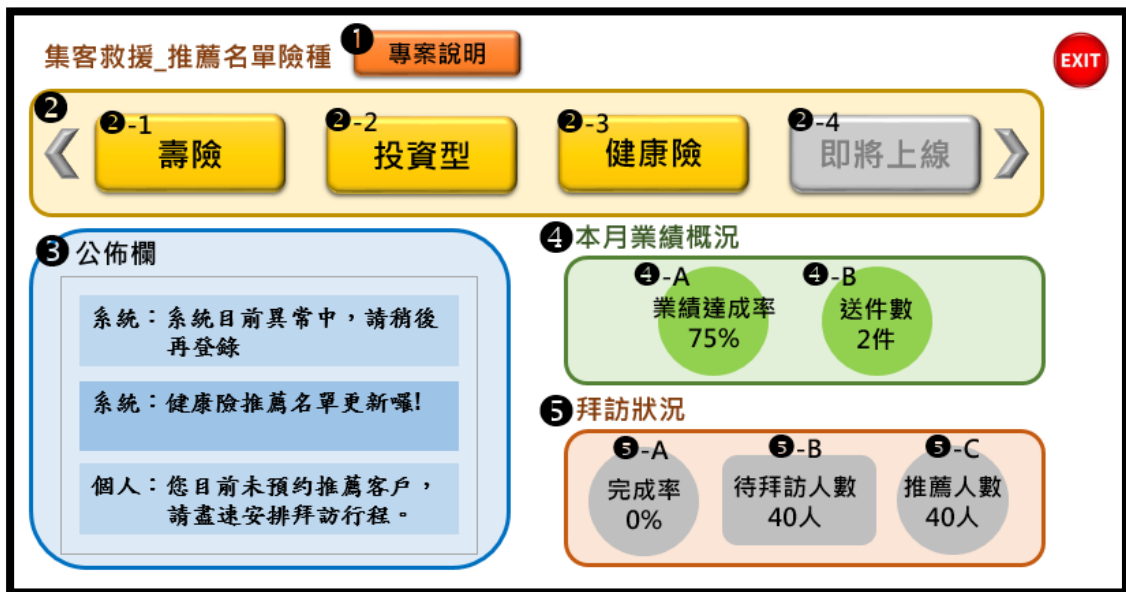 集客救援_推薦名單險種
❶
專案說明
EXIT
❷
❷-1
壽險
❷-2
投資型
❷-3
健康險
❷-4
即將上線
❸公佈欄
系統：系統目前異常中，請稍後
再登錄
系統：健康險推薦名單更新囉!
個人：您目前未預約推薦客戶，
請盡速安排拜訪行程。
❹本月業績概況
❹-A
業績達成率
75%
❹-B
送件數
2件
❺拜訪狀況
❺-A
完成率
0%
❺-B
待拜訪人數
40人
❺-C
推薦人數
40人